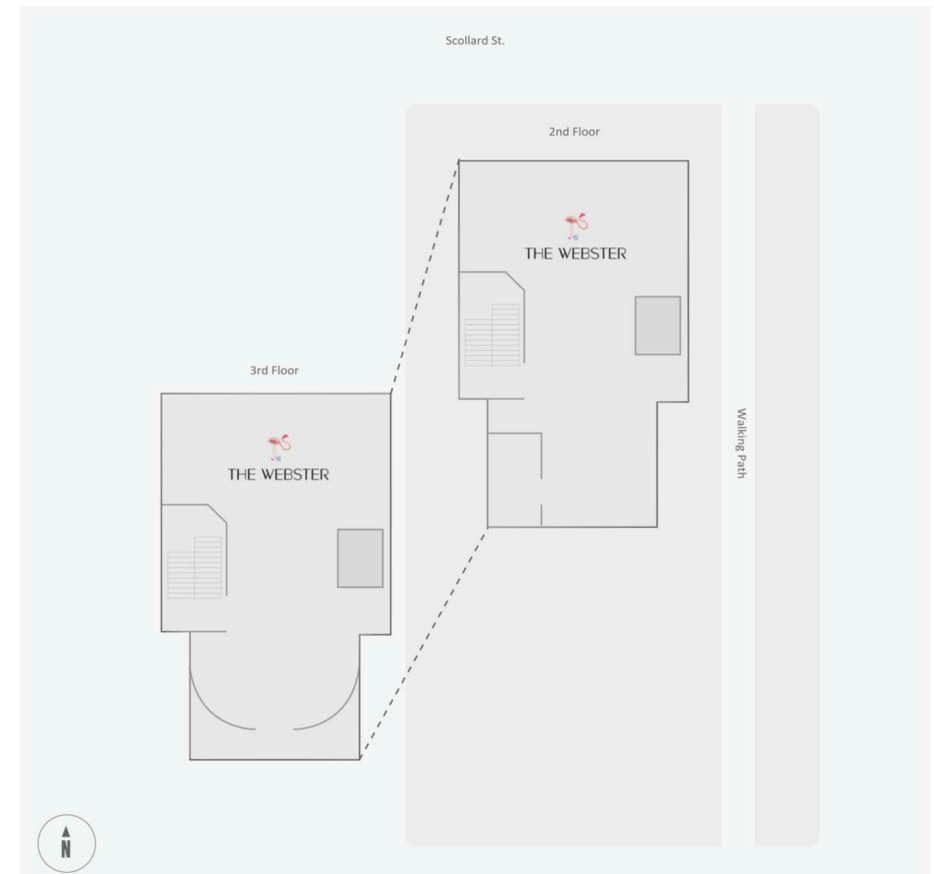 Scollard St.
2nd Floor
THE WEBSTER
3rd Floor
THE WEBSTER
Walking Path
N